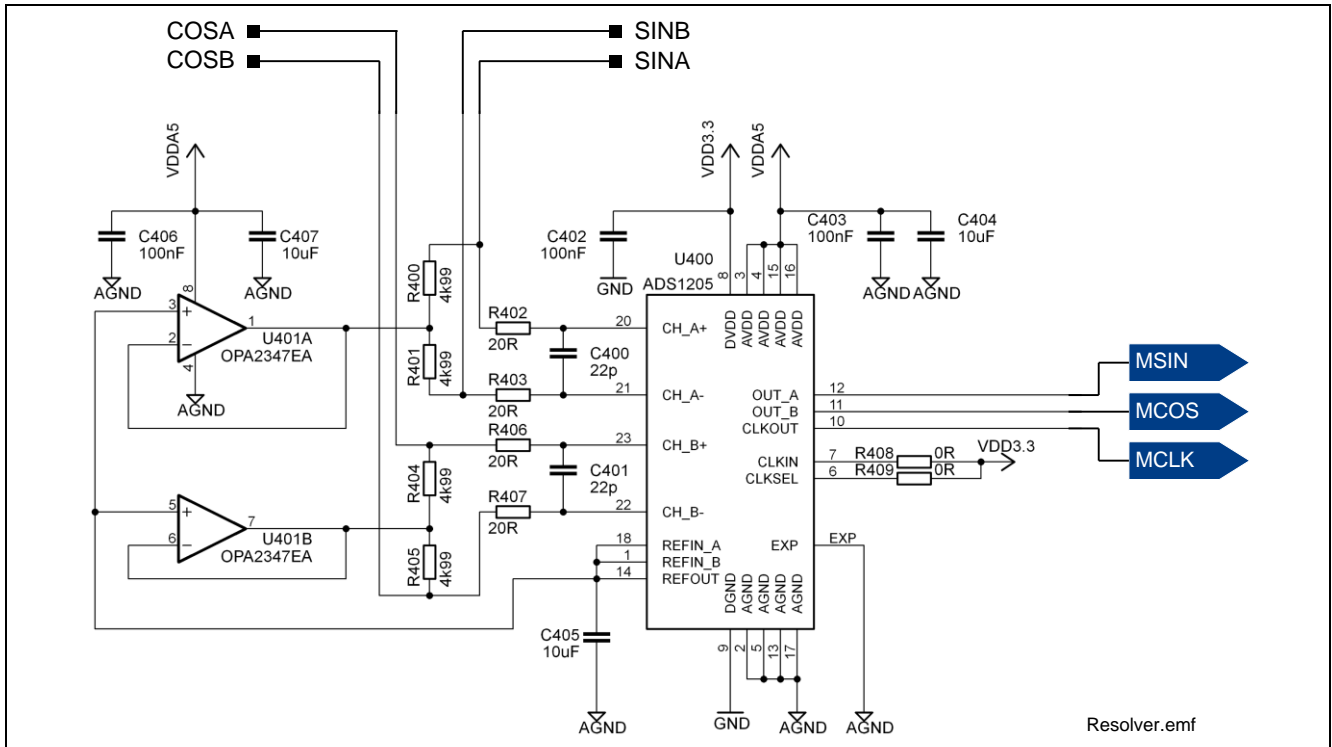 COSA
COSB
SINB
SINA
VDDA5
VDD3.3
VDDA5
C406
100nF
C407
10uF
C402
100nF
C403
100nF
C404
10uF
AGND
AGND
GND
AGND
AGND
U400
ADS1205
8
3
4
15
16
DVDD
AVDD
AVDD
AVDD
AVDD
3
+
2
-
8
4
1
U401A
OPA2347EA
AGND
R400
4k99
R401
4k99
R402
20R
C400
22p
R403
20R
R406
20R
C401
22p
R407
20R
R404
4k99
R405
4k99
5
+
6
-
7
U401B
OPA2347EA
20
CH_A+
21
CH_A-
23
CH_B+
22
CH_B-
18
REFIN_A
1
REFIN_B
14
REFOUT
OUT_A
12
OUT_B
11
CLKOUT
10
CLKIN
7
R408
0R
VDD3.3
CLKSEL
6
R409
0R
EXP
EXP
MSIN
MCOS
MCLK
DGND
AGND
AGND
AGND
AGND
9
2
5
13
17
C405
10uF
AGND
GND
AGND
AGND
Resolver.emf